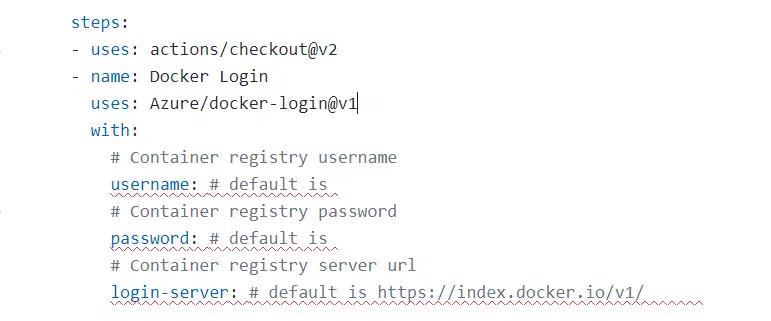 steps:
- uses: actions/checkout@v2
- name: Docker Login
uses: Azure/docker-login@v1
with:
# Container registry username
username: # default is
# Container registry password
password: # default is
# Container registry server url
login-server: # default is https://index.docker.io/v1/